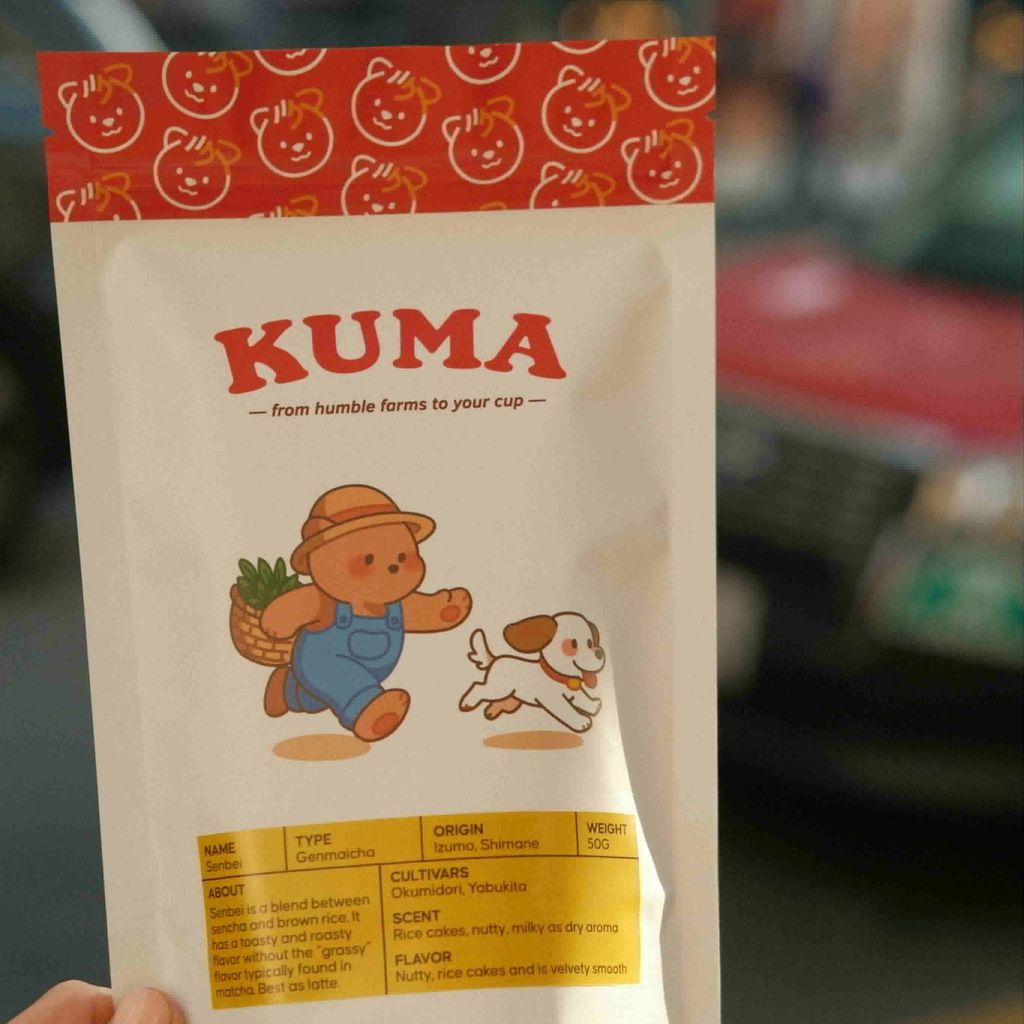 KUMA
— from humble farms to your cup —
NAME
Senbei
TYPE
Genmaicha
ORIGIN
Izumo, Shimane
WEIGHT
50G
ABOUT
Senbei is a blend between
sencha and brown rice. It
has a toasty and roasty
flavor without the "grassy"
flavor typically found in
matcha. Best as latte.
CULTIVARS
Okumidori, Yabukita
SCENT
Rice cakes, nutty, milky as dry aroma
FLAVOR
Nutty, rice cakes and is velvety smooth